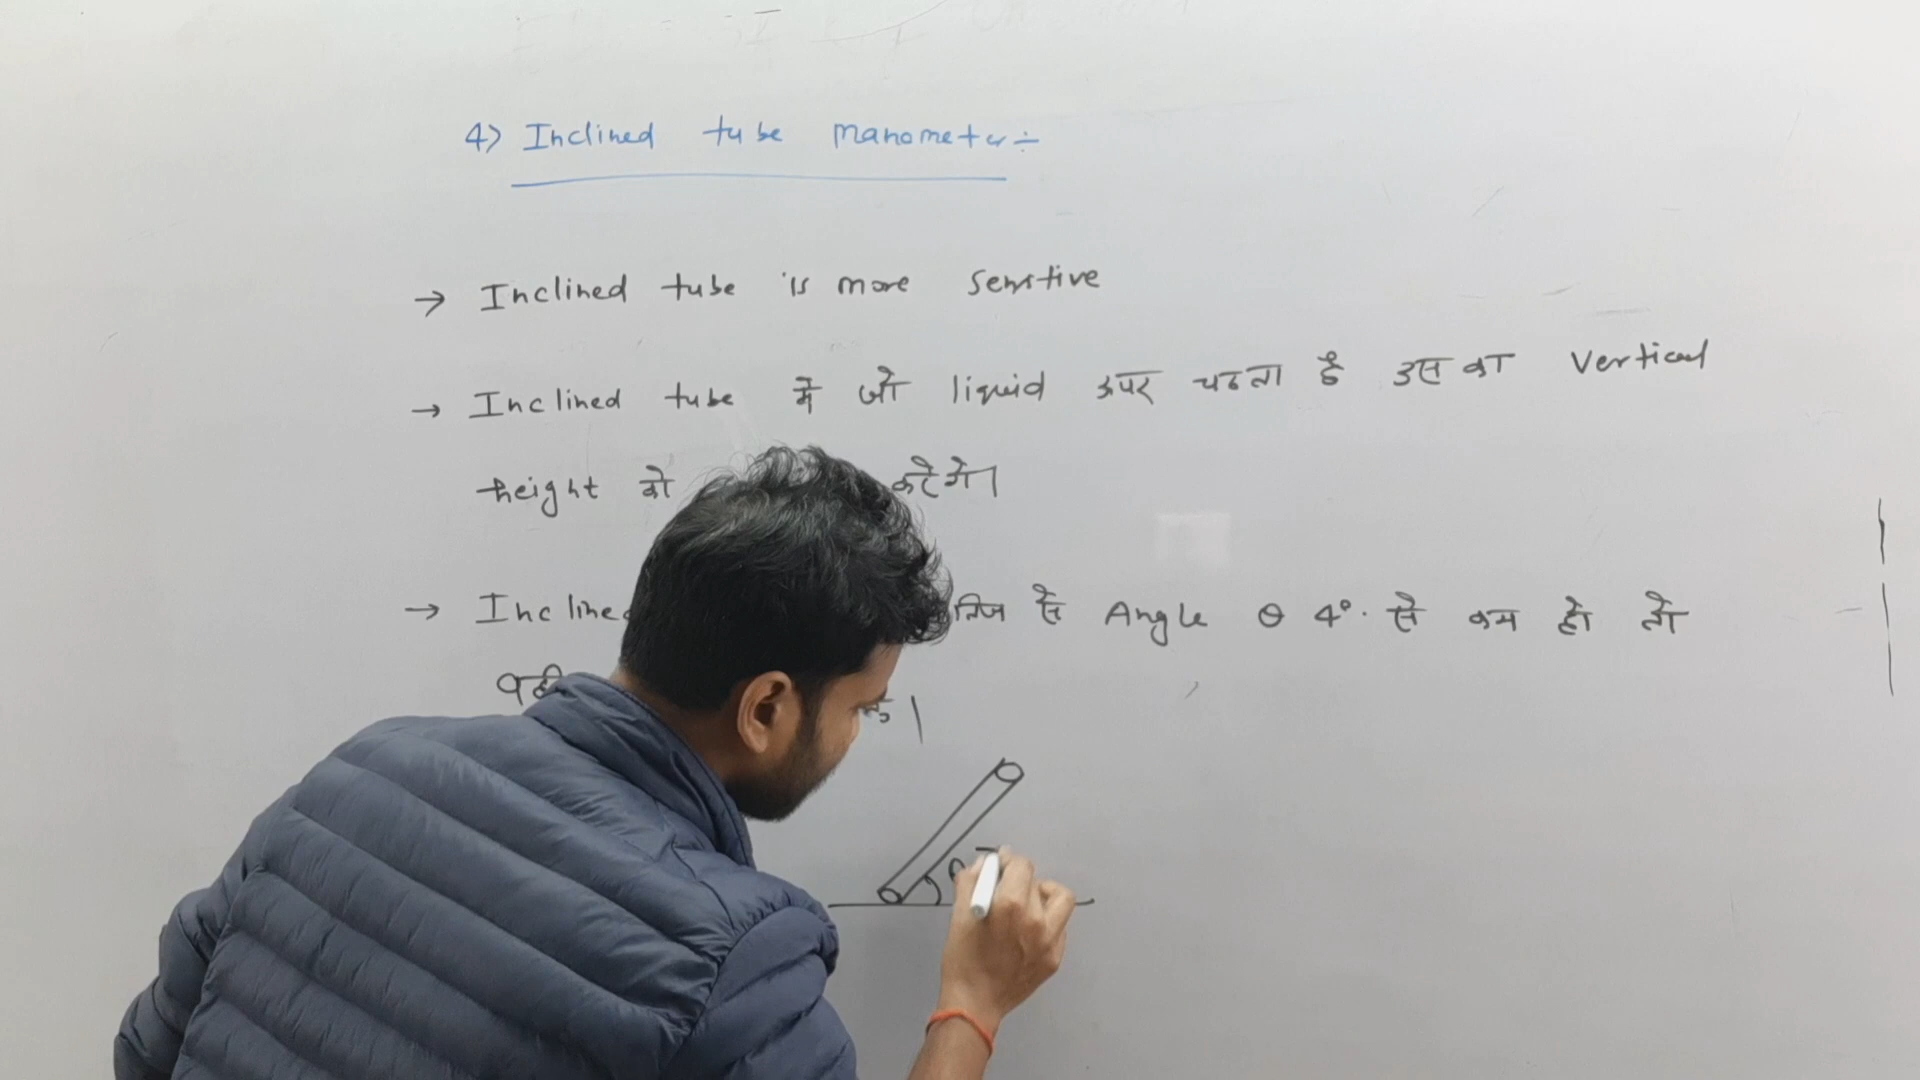 4) Inclined tube Manometer÷
→ Inclined tube is more sensitive
→ Inclined tube में जो liquid ऊपर चढता है उस का Vertical
height को करेंगे।
→ Incline से Angle θ 4°. से कम हो तो
θ